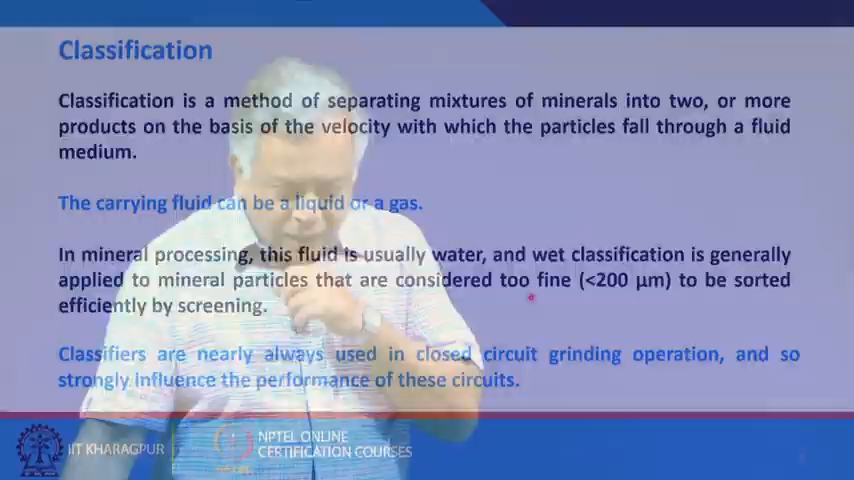 Classification
Classification is a method of separating mixtures of minerals into two, or more
products on the basis of the velocity with which the particles fall through a fluid
medium.
The carrying fluid can be a liquid or a gas.
In mineral processing, this fluid is usually water, and wet classification is generally
applied to mineral particles that are considered too fine (<200 µm) to be sorted
efficiently by screening.
Classifiers are nearly always used in closed circuit grinding operation, and so
strongly influence the performance of these circuits.
IIT KHARAGPUR
NPTEL ONLINE
CERTIFICATION COURSES